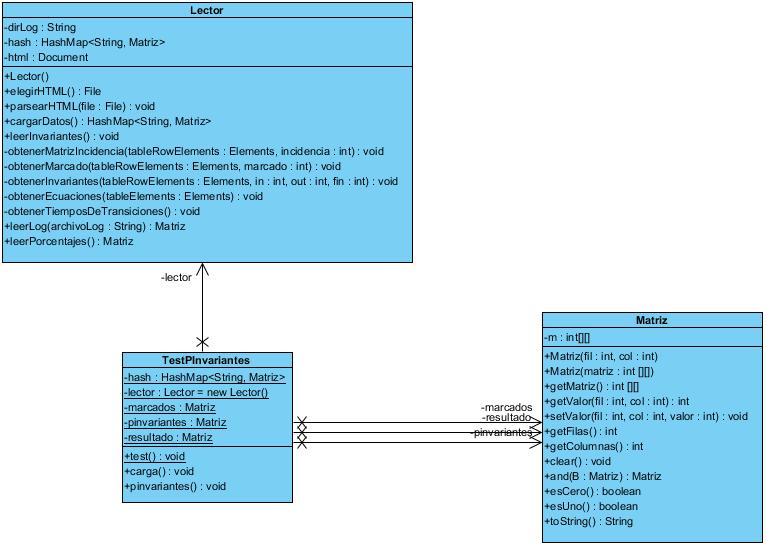 Lector
-dirLog : String
-hash : HashMap<String, Matriz>
-html : Document
+Lector()
+elegirHTML() : File
+parsearHTML(file : File) : void
+cargarDatos() : HashMap<String, Matriz>
+leerInvariantes() : void
-obtenerMatrizIncidencia(tableRowElements : Elements, incidencia : int) : void
-obtenerMarcado(tableRowElements : Elements, marcado : int) : void
-obtenerInvariantes(tableRowElements : Elements, in : int, out : int, fin : int) : void
-obtenerEcuaciones(tableElements : Elements) : void
-obtenerTiemposDeTransiciones() : void
+leerLog(archivoLog : String) : Matriz
+leerPorcentajes() : Matriz
-lector
TestPInvariantes
-hash : HashMap<String, Matriz>
-lector : Lector = new Lector()
-marcados : Matriz
-pinvariantes : Matriz
-resultado : Matriz
+test() : void
+carga() : void
+pinvariantes() : void
-marcados
-resultado
-pinvariantes
Matriz
-m : int[][]
+Matriz(fil : int, col : int)
+Matriz(matriz : int [][])
+getMatriz() : int [][]
+getValor(fil : int, col : int) : int
+setValor(fil : int, col : int, valor : int) : void
+getFilas() : int
+getColumnas() : int
+clear() : void
+and(B : Matriz) : Matriz
+esCero() : boolean
+esUno() : boolean
+toString() : String